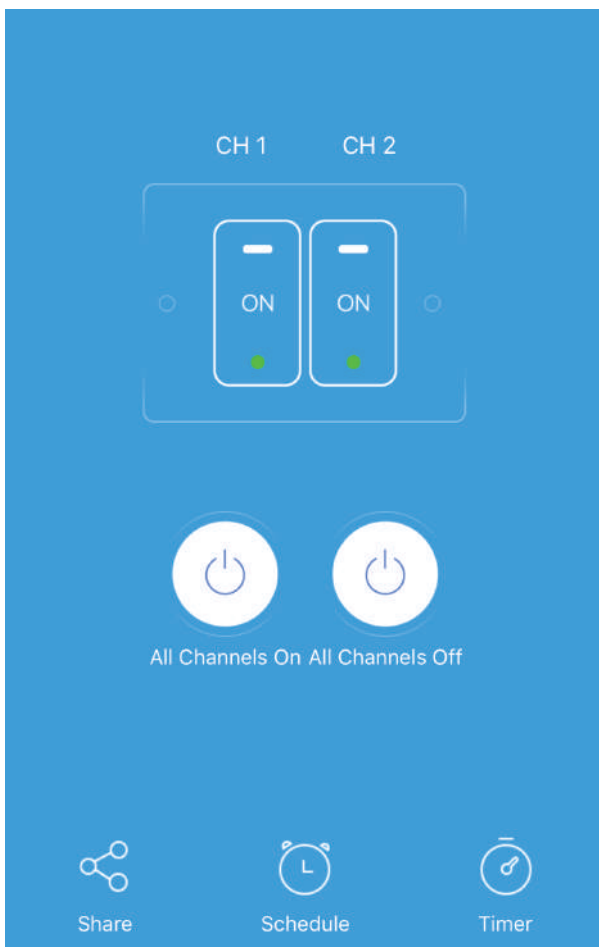 CH 1 CH 2
ON ON
All Channels On All Channels Off
Share Schedule Timer